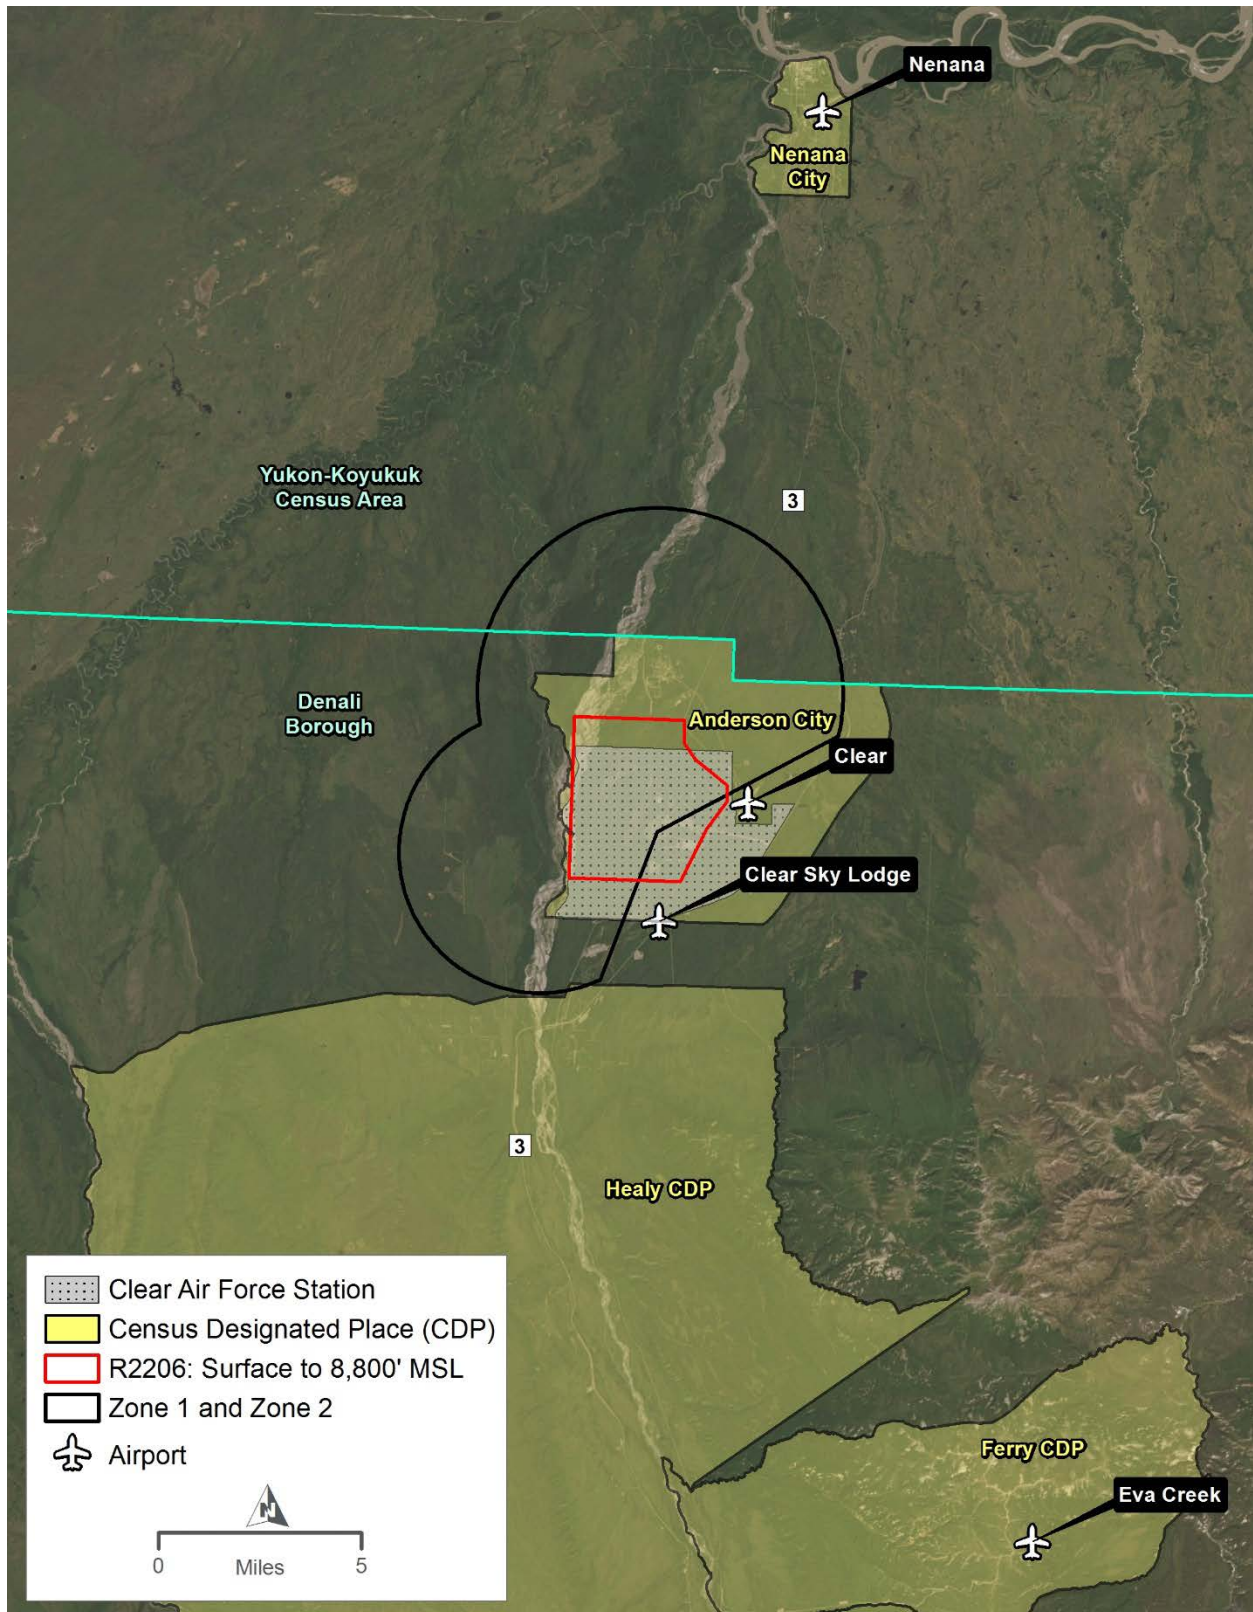 Nenana
Nenana
City
Yukon-Koyukuk
Census Area
3
Denali
Borough
Anderson City
Clear
Clear Sky Lodge
3
Healy CDP
Clear Air Force Station
Census Designated Place (CDP)
R2206: Surface to 8,800' MSL
Zone 1 and Zone 2
Airport
N
0 Miles 5
Ferry CDP
Eva Creek